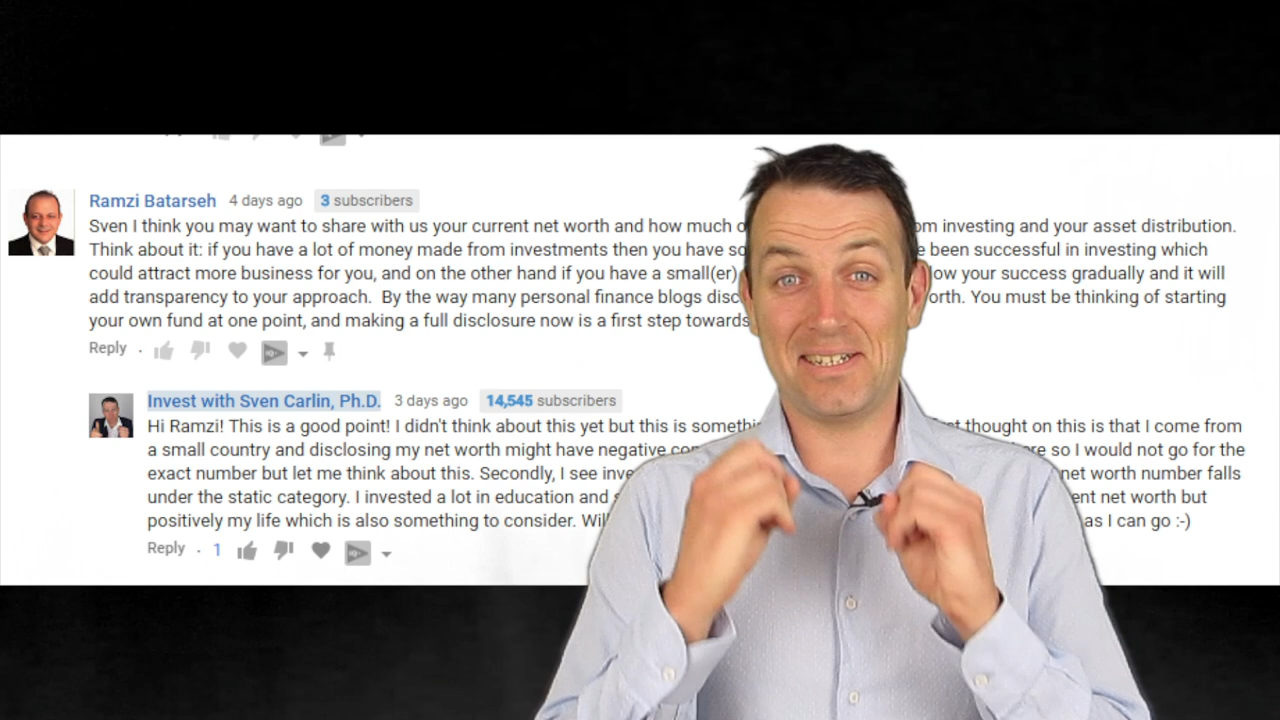 Ramzi Batarseh 4 days ago 3 subscribers
Sven I think you may want to share with us your current net worth and how much om investing and your asset distribution.
Think about it: if you have a lot of money made from investments then you have so been successful in investing which
could attract more business for you, and on the other hand if you have a small(er) low your success gradually and it will
add transparency to your approach. By the way many personal finance blogs disc orth. You must be thinking of starting
your own fund at one point, and making a full disclosure now is a first step towards
Reply
Invest with Sven Carlin, Ph.D. 3 days ago 14,545 subscribers
Hi Ramzi! This is a good point! I didn't think about this yet but this is somethi st thought on this is that I come from
a small country and disclosing my net worth might have negative con re so I would not go for the
exact number but let me think about this. Secondly, I see inve net worth number falls
under the static category. I invested a lot in education and s ent net worth but
positively my life which is also something to consider. Wil as I can go :-)
Reply 1